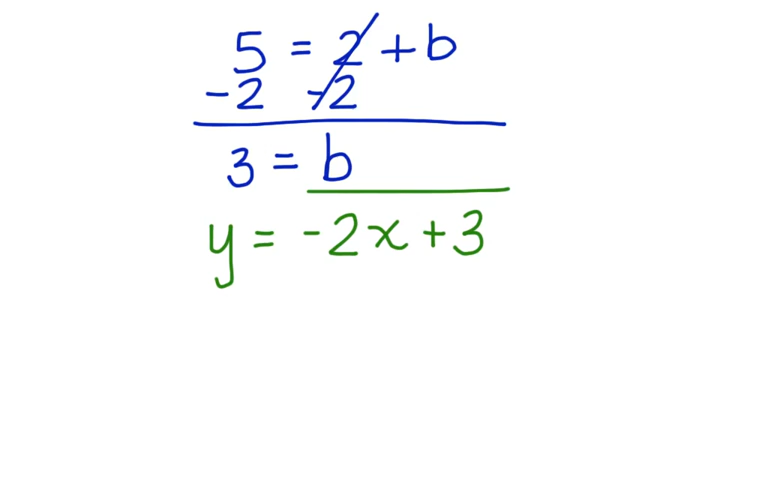 5 = 2 + b
-2 -2
3 = b
y = -2x + 3